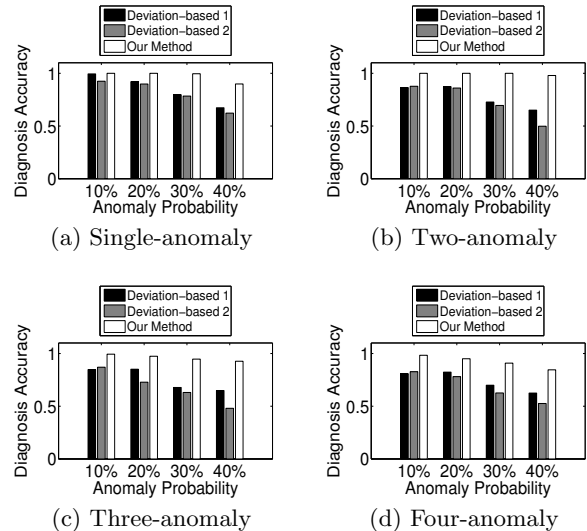 Deviation-based 1
Deviation-based 2
Our Method
Diagnosis Accuracy
1
0.5
0
10% 20% 30% 40%
Anomaly Probability
(a) Single-anomaly
Deviation-based 1
Deviation-based 2
Our Method
Diagnosis Accuracy
1
0.5
0
10% 20% 30% 40%
Anomaly Probability
(b) Two-anomaly
Deviation-based 1
Deviation-based 2
Our Method
Diagnosis Accuracy
1
0.5
0
10% 20% 30% 40%
Anomaly Probability
(c) Three-anomaly
Deviation-based 1
Deviation-based 2
Our Method
Diagnosis Accuracy
1
0.5
0
10% 20% 30% 40%
Anomaly Probability
(d) Four-anomaly